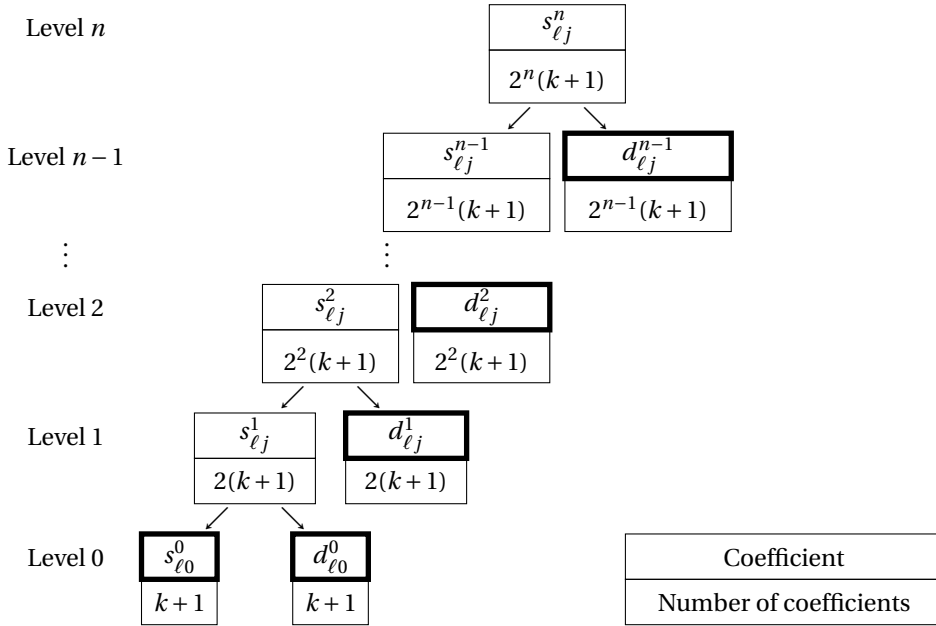 Level n
s^n_{ℓj}
2^n(k+1)
Level n−1
s^{n−1}_{ℓj} d^{n−1}_{ℓj}
2^{n−1}(k+1) 2^{n−1}(k+1)
⋮ ⋮
Level 2
s^2_{ℓj} d^2_{ℓj}
2^2(k+1) 2^2(k+1)
Level 1
s^1_{ℓj} d^1_{ℓj}
2(k+1) 2(k+1)
Level 0
s^0_{ℓ0} d^0_{ℓ0}
k+1 k+1
Coefficient
Number of coefficients